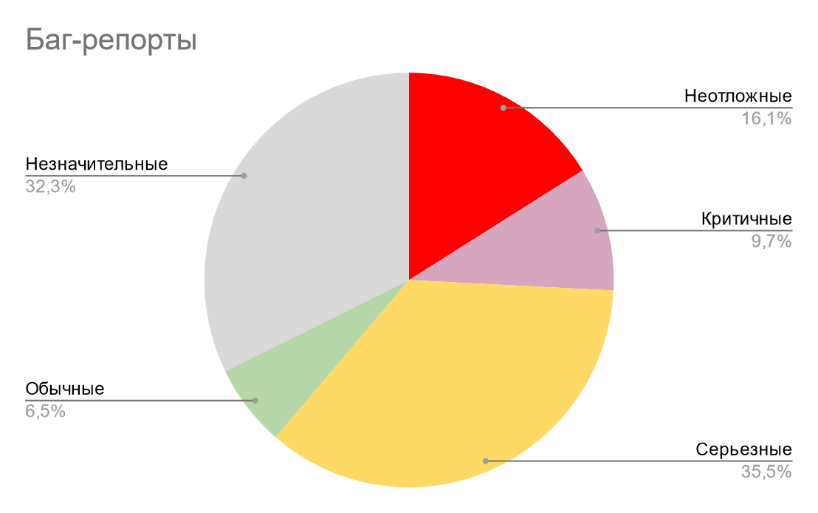 Баг-репорты
Неотложные
16,1%
Незначительные
32,3%
Критичные
9,7%
Обычные
6,5%
Серьезные
35,5%